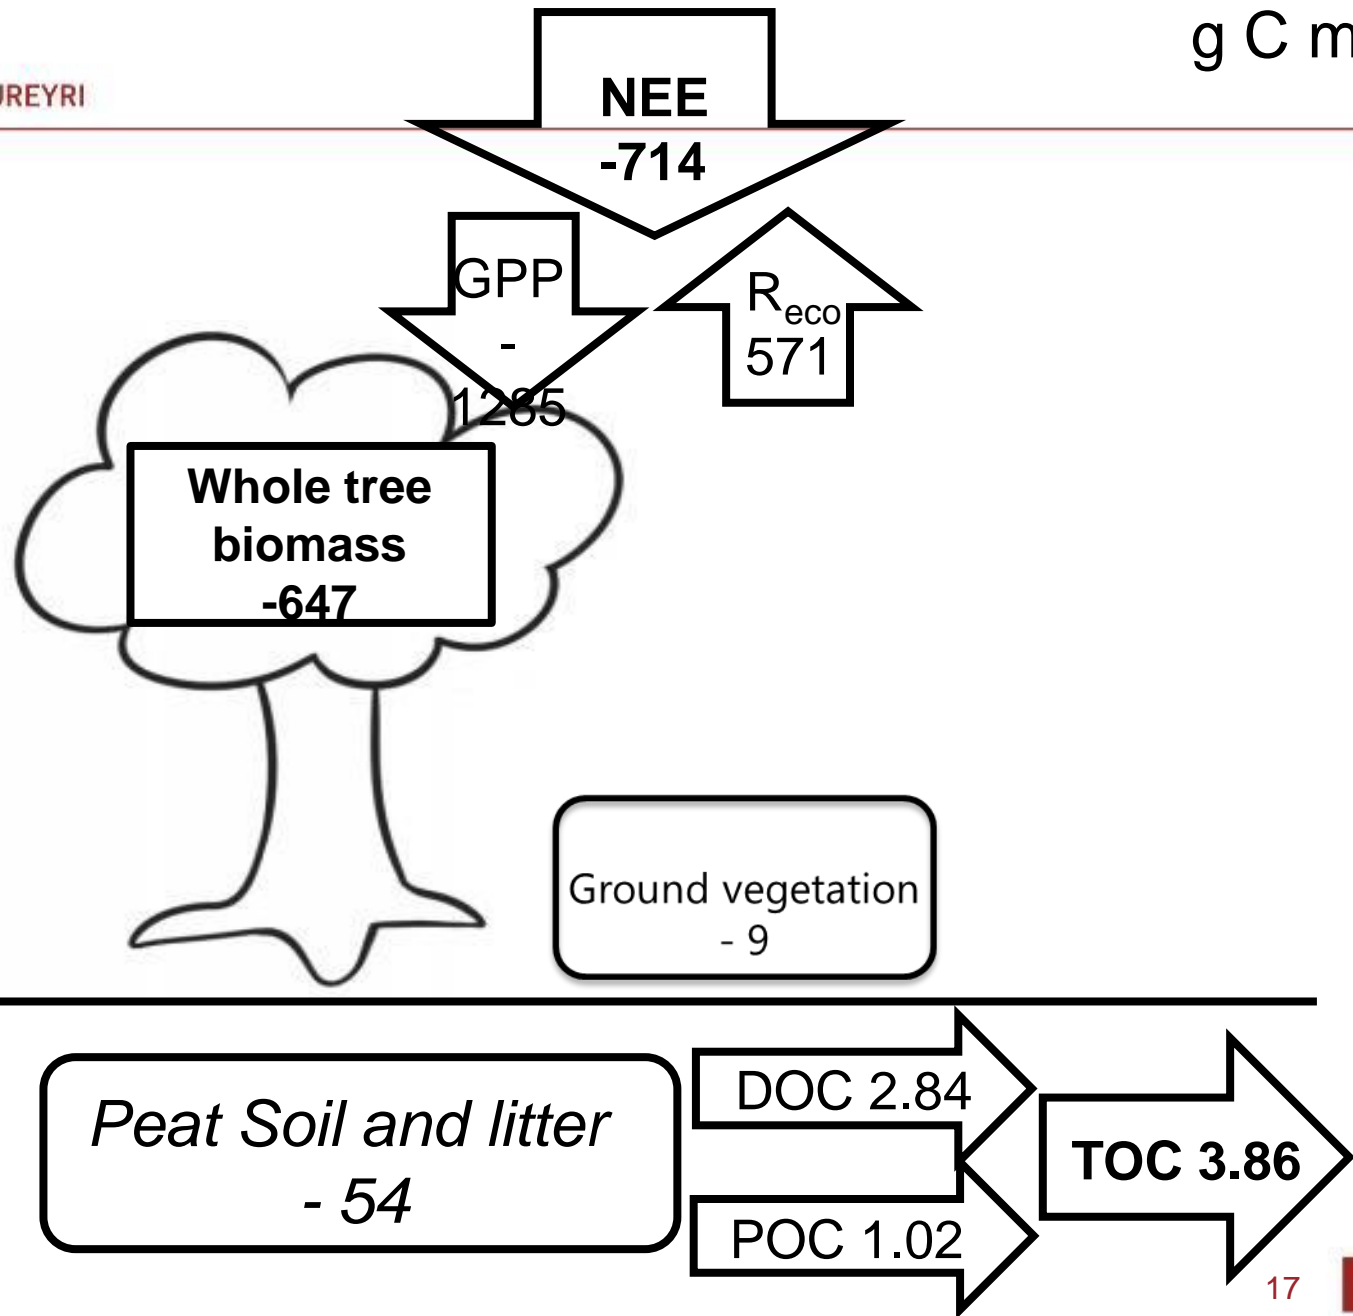 g C m
UREYRI
NEE
-714
GPP
-
1285
Reco
571
Whole tree
biomass
-647
Ground vegetation
- 9
Peat Soil and litter
- 54
DOC 2.84
TOC 3.86
POC 1.02
17